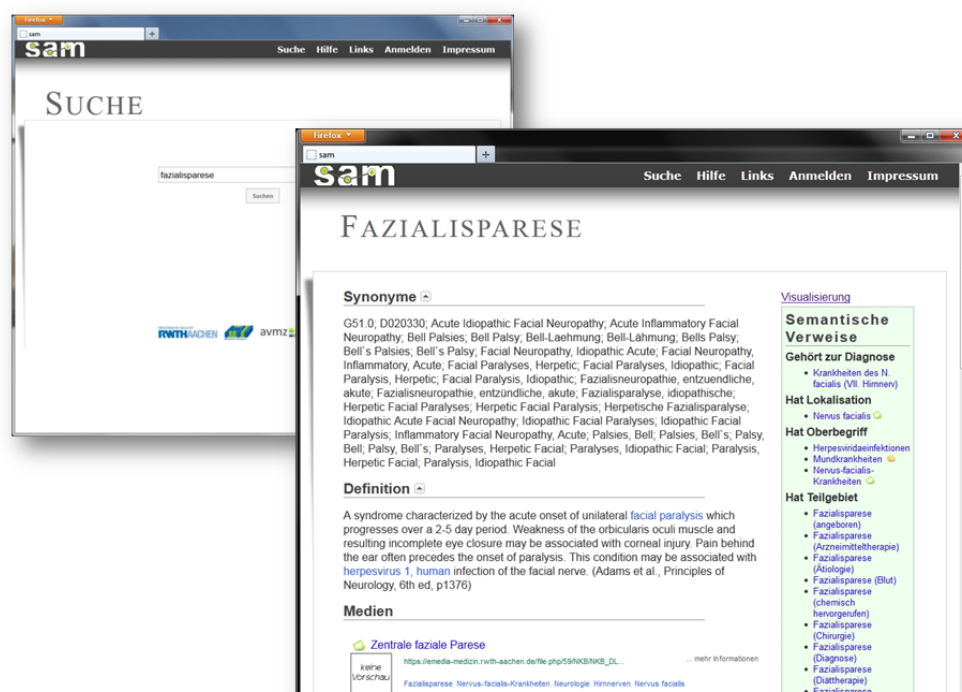 Firefox
sam
+
sam
Suche Hilfe Links Anmelden Impressum
SUCHE
fazialisparese
Suchen
RWTHAACHEN
avmz
Firefox
sam
+
sam
Suche Hilfe Links Anmelden Impressum
FAZIALISPARESE
Synonyme
G51.0; D020330; Acute Idiopathic Facial Neuropathy; Acute Inflammatory Facial
Neuropathy; Bell Palsies; Bell Palsy; Bell-Laehmung; Bell-Lähmung; Bells Palsy;
Bell`s Palsies; Bell`s Palsy; Facial Neuropathy, Idiopathic Acute; Facial Neuropathy,
Inflammatory, Acute; Facial Paralyses, Herpetic; Facial Paralyses, Idiopathic; Facial
Paralysis, Herpetic; Facial Paralysis, Idiopathic; Fazialisneuropathie, entzuendliche,
akute; Fazialisneuropathie, entzündliche, akute; Fazialisparalyse, idiopathische;
Herpetic Facial Paralyses; Herpetic Facial Paralysis; Herpetische Fazialisparalyse;
Idiopathic Acute Facial Neuropathy; Idiopathic Facial Paralyses; Idiopathic Facial
Paralysis; Inflammatory Facial Neuropathy, Acute; Palsies, Bell; Palsies, Bell`s; Palsy,
Bell; Palsy, Bell`s; Paralyses, Herpetic Facial; Paralyses, Idiopathic Facial; Paralysis,
Herpetic Facial; Paralysis, Idiopathic Facial
Definition
A syndrome characterized by the acute onset of unilateral facial paralysis which
progresses over a 2-5 day period. Weakness of the orbicularis oculi muscle and
resulting incomplete eye closure may be associated with corneal injury. Pain behind
the ear often precedes the onset of paralysis. This condition may be associated with
herpesvirus 1, human infection of the facial nerve. (Adams et al., Principles of
Neurology, 6th ed, p1376)
Medien
Zentrale faziale Parese
keine
Vorschau
https://emedia-medizin.rwth-aachen.de/file.php/59/NKB/NKB_DL...
... mehr Informationen
Fazialisparese, Nervus-facialis-Krankheiten, Neurologie, Hirnnerven, Nervus facialis
Visualisierung
Semantische
Verweise
Gehört zur Diagnose
Krankheiten des N.
facialis (VII. Hirnnerv)
Hat Lokalisation
Nervus facialis
Hat Oberbegriff
Herpesviridaeinfektionen
Mundkrankheiten
Nervus-facialis-
Krankheiten
Hat Teilgebiet
Fazialisparese
(angeboren)
Fazialisparese
(Arzneimitteltherapie)
Fazialisparese
(Ätiologie)
Fazialisparese (Blut)
Fazialisparese
(chemisch
hervorgerufen)
Fazialisparese
(Chirurgie)
Fazialisparese
(Diagnose)
Fazialisparese
(Diättherapie)
Fazialisparese